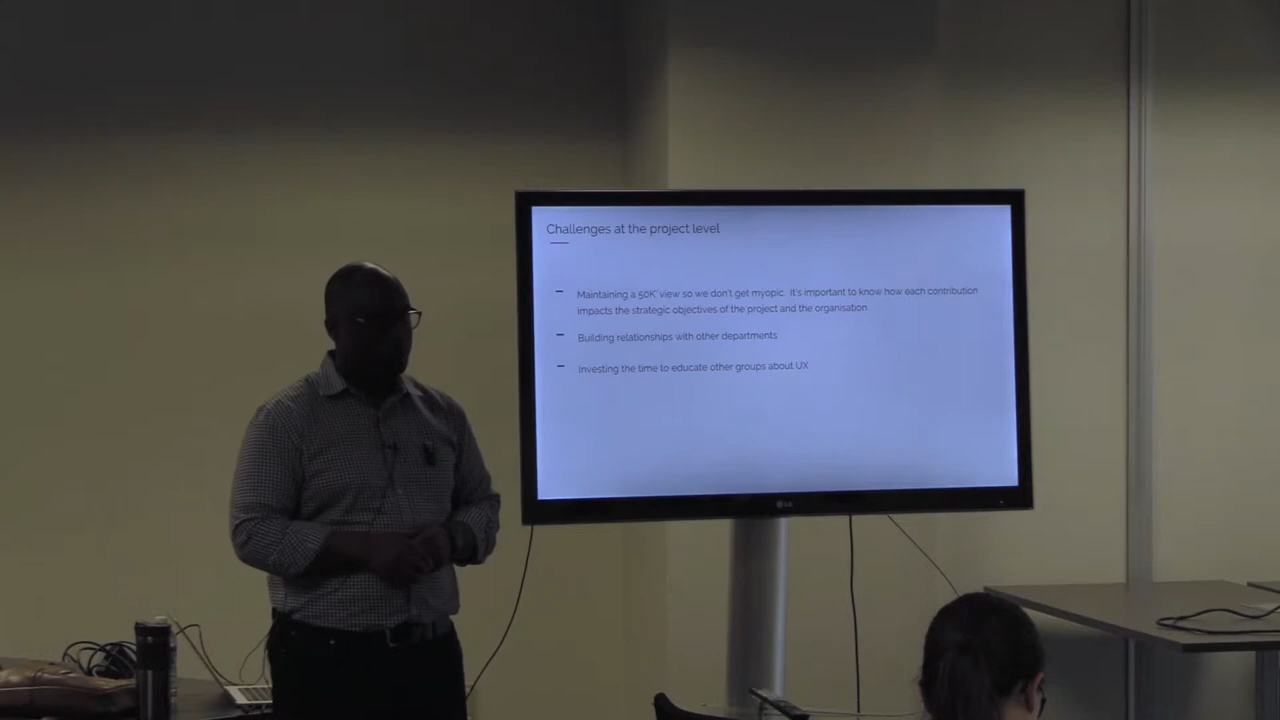 Challenges at the project level
Maintaining a 50K' view so we don't get myopic. It's important to know how each contribution
impacts the strategic objectives of the project and the organisation
Building relationships with other departments
Investing the time to educate other groups about UX
LG